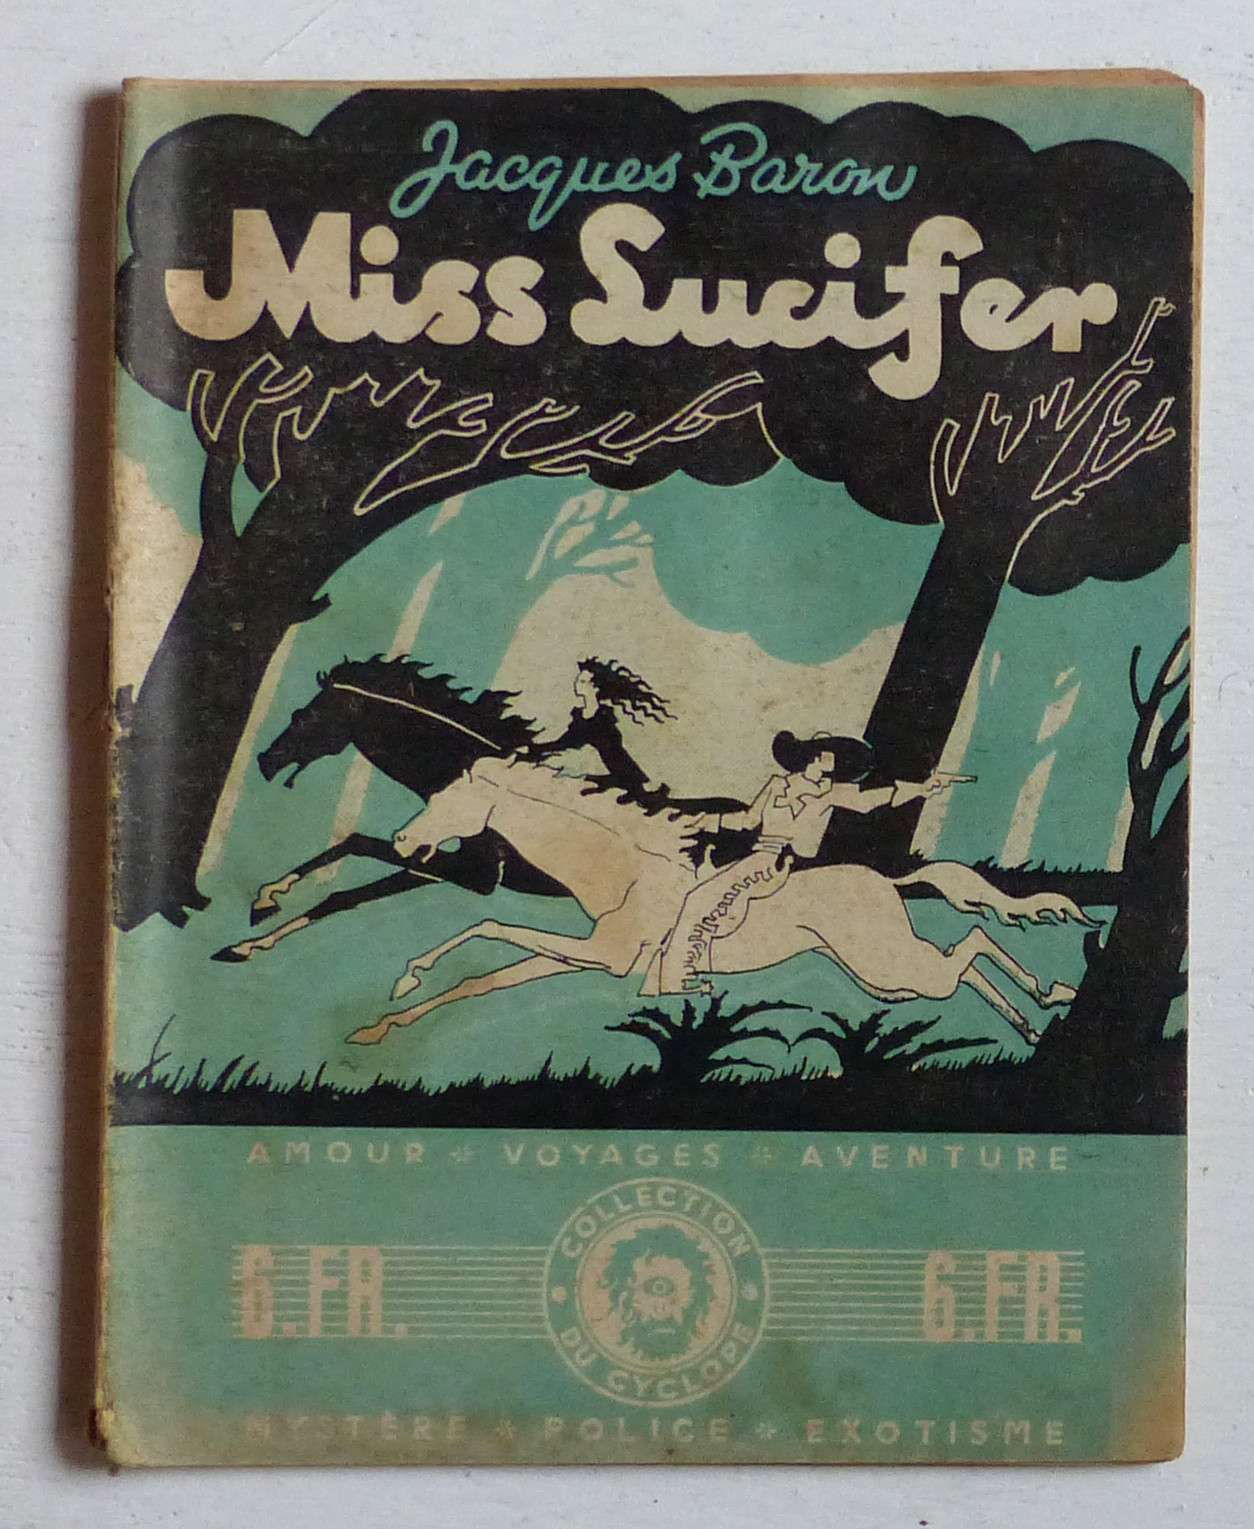 Jacques Baron
Miss Lucifer
AMOUR * VOYAGES * AVENTURE
COLLECTION
6.FR. 6.FR.
DU CYCLOPE
MYSTÈRE * POLICE * EXOTISME